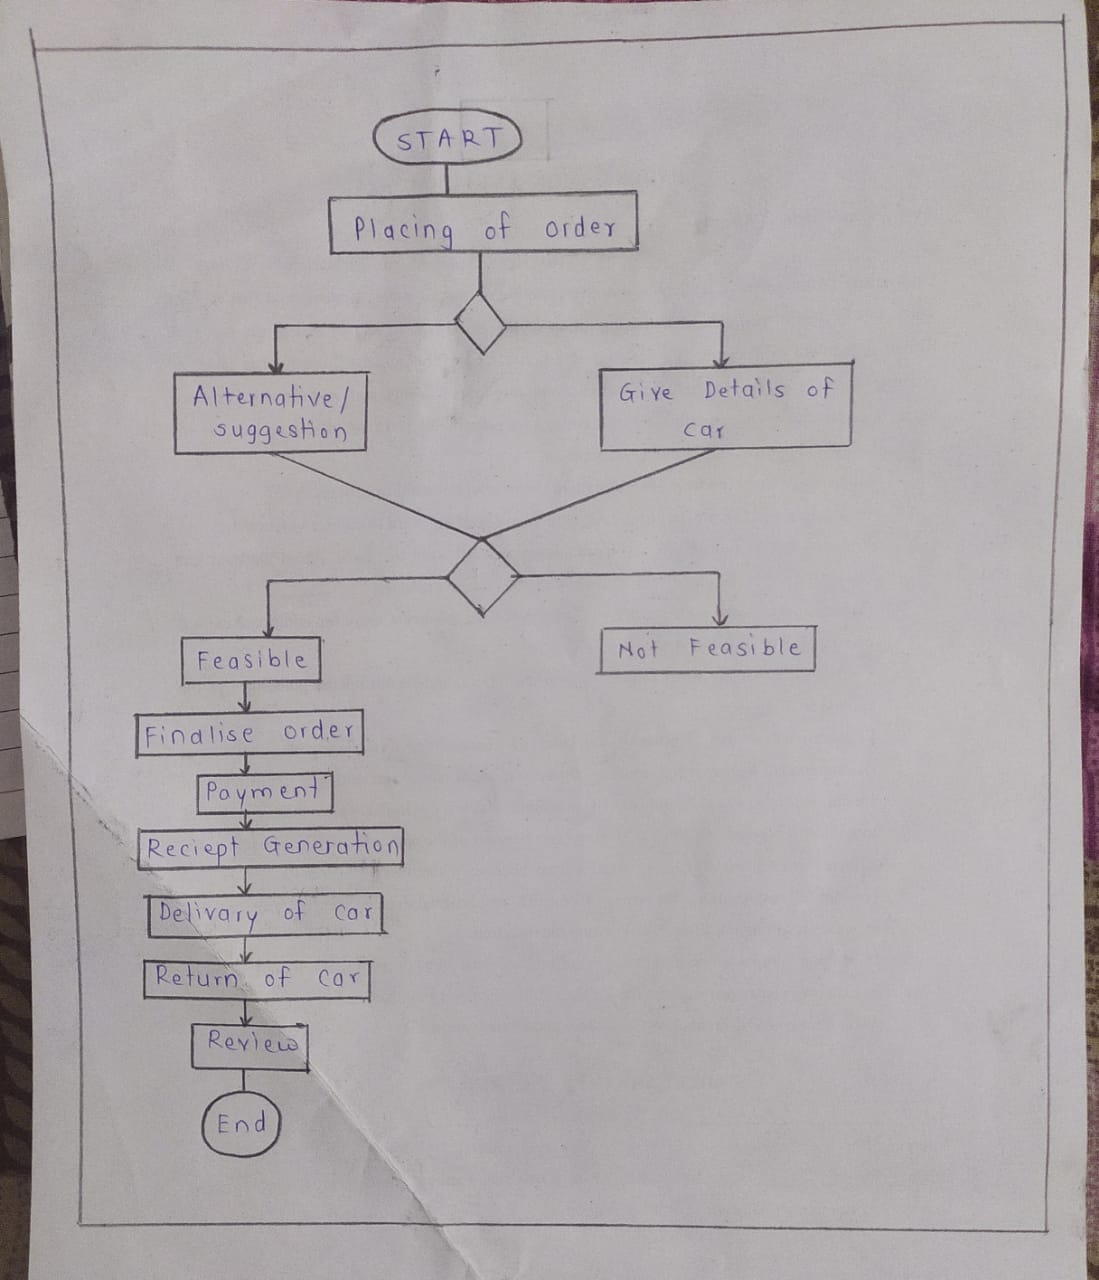 START
Placing of order
Alternative/
suggestion
Give Details of
car
Feasible
Not Feasible
Finalise order
Payment
Reciept Generation
Delivary of car
Return of car
Review
End